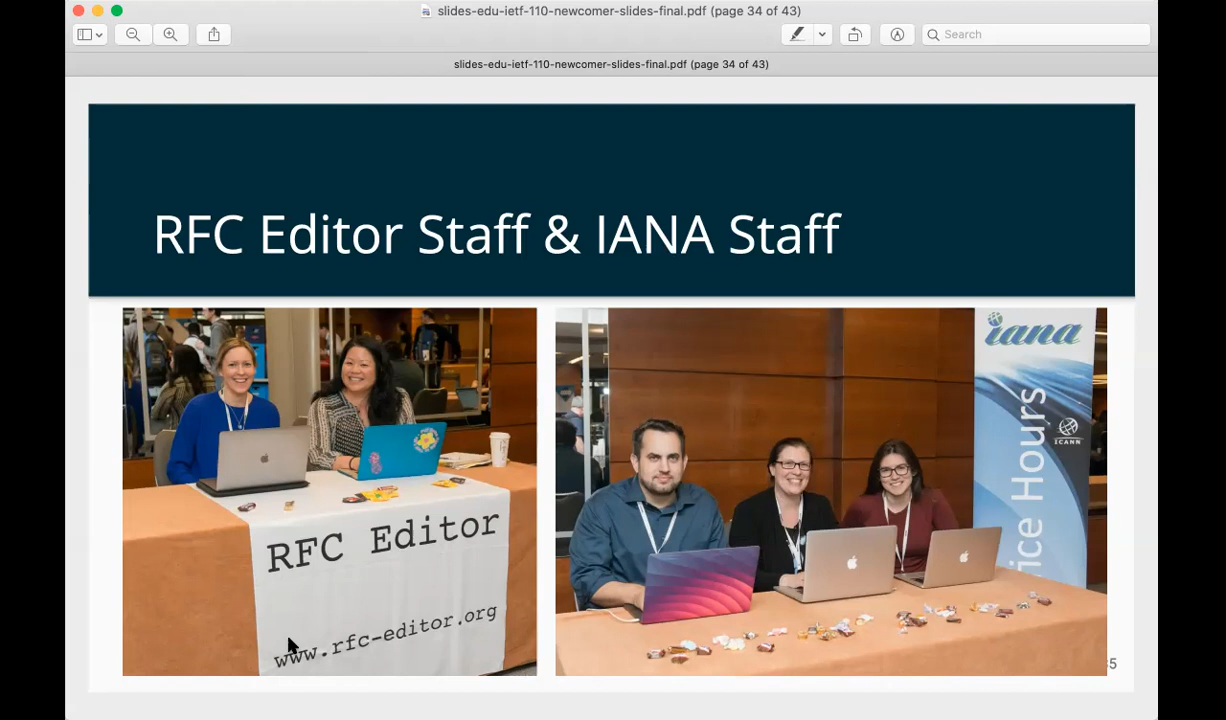 slides-edu-ietf-110-newcomer-slides-final.pdf (page 34 of 43)
Search
slides-edu-ietf-110-newcomer-slides-final.pdf (page 34 of 43)
RFC Editor Staff & IANA Staff
RFC Editor
www.rfc-editor.org
iana
ICANN
ice Hours
35